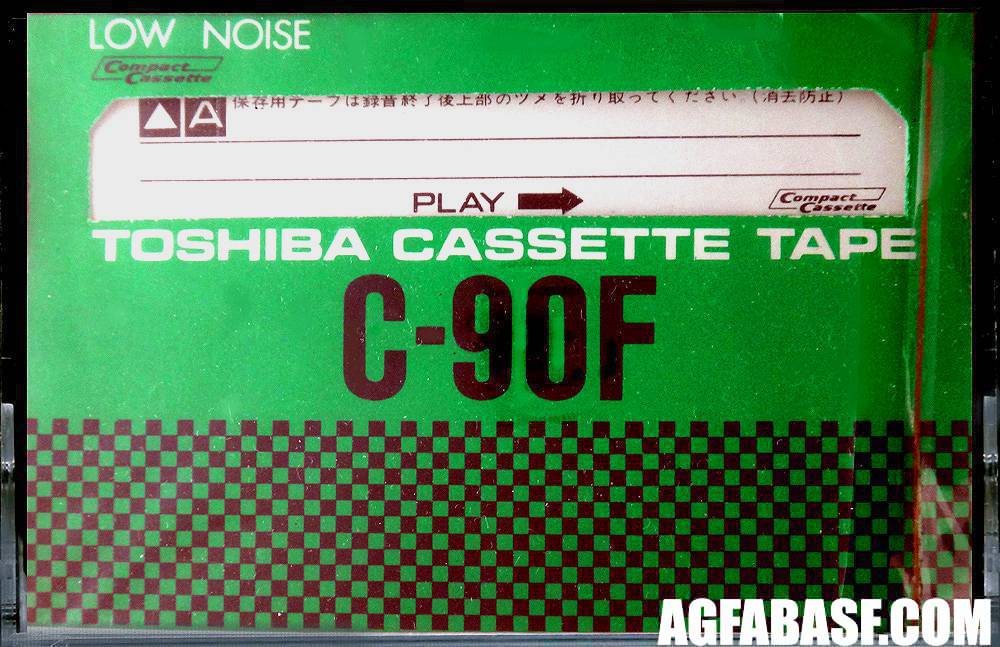 LOW NOISE
Compact
Cassette
A 保存用テープは録音終了後上部のツメを折り取ってください.(消去防止)
PLAY
Compact
Cassette
TOSHIBA CASSETTE TAPE
C-90F
AGFABASF.COM